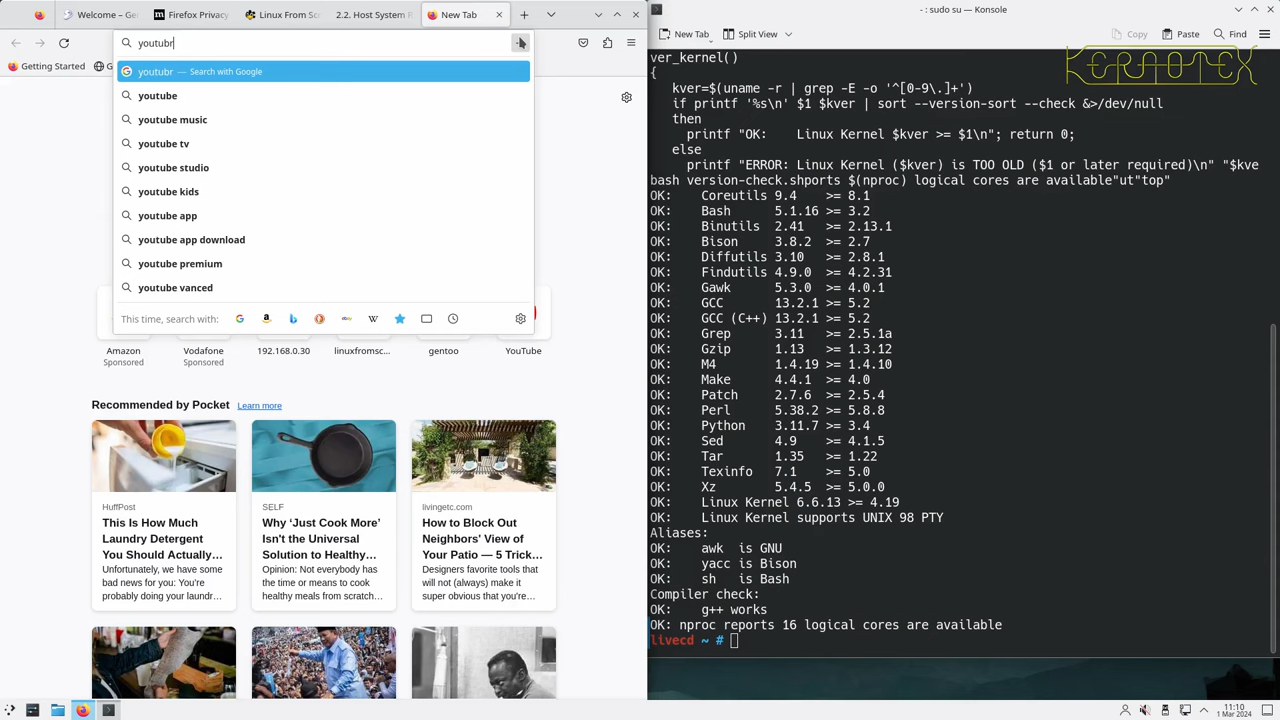 Welcome – Ge
Firefox Privacy
Linux From Scr
2.2. Host System R
New Tab
youtubr
Getting Started
youtubr — Search with Google
youtube
youtube music
youtube tv
youtube studio
youtube kids
youtube app
youtube app download
youtube premium
youtube vanced
This time, search with:
Amazon
Sponsored
Vodafone
Sponsored
192.168.0.30
linuxfromsc...
gentoo
YouTube
Recommended by Pocket Learn more
HuffPost
This Is How Much
Laundry Detergent
You Should Actually…
Unfortunately, we have some
bad news for you: You're
probably doing your laundr…
SELF
Why ‘Just Cook More’
Isn't the Universal
Solution to Healthy…
Opinion: Not everybody has
the time or means to cook
healthy meals from scratch…
livingetc.com
How to Block Out
Neighbors' View of
Your Patio — 5 Trick…
Designers favorite tools that
will not (always) make it
super obvious that you're…
- : sudo su — Konsole
New Tab Split View Copy Paste Find
KERNOTEX
ver_kernel()
{
kver=$(uname -r | grep -E -o '^[0-9\.]+')
if printf '%s\n' $1 $kver | sort --version-sort --check &>/dev/null
then
printf "OK:    Linux Kernel $kver >= $1\n"; return 0;
else
printf "ERROR: Linux Kernel ($kver) is TOO OLD ($1 or later required)\n" "$kve
bash version-check.shports $(nproc) logical cores are available"ut"top"
OK: Coreutils 9.4 >= 8.1
OK: Bash 5.1.16 >= 3.2
OK: Binutils 2.41 >= 2.13.1
OK: Bison 3.8.2 >= 2.7
OK: Diffutils 3.10 >= 2.8.1
OK: Findutils 4.9.0 >= 4.2.31
OK: Gawk 5.3.0 >= 4.0.1
OK: GCC 13.2.1 >= 5.2
OK: GCC (C++) 13.2.1 >= 5.2
OK: Grep 3.11 >= 2.5.1a
OK: Gzip 1.13 >= 1.3.12
OK: M4 1.4.19 >= 1.4.10
OK: Make 4.4.1 >= 4.0
OK: Patch 2.7.6 >= 2.5.4
OK: Perl 5.38.2 >= 5.8.8
OK: Python 3.11.7 >= 3.4
OK: Sed 4.9 >= 4.1.5
OK: Tar 1.35 >= 1.22
OK: Texinfo 7.1 >= 5.0
OK: Xz 5.4.5 >= 5.0.0
OK: Linux Kernel 6.6.13 >= 4.19
OK: Linux Kernel supports UNIX 98 PTY
Aliases:
OK: awk is GNU
OK: yacc is Bison
OK: sh is Bash
Compiler check:
OK: g++ works
OK: nproc reports 16 logical cores are available
livecd ~ #
11:10
1 Mar 2024